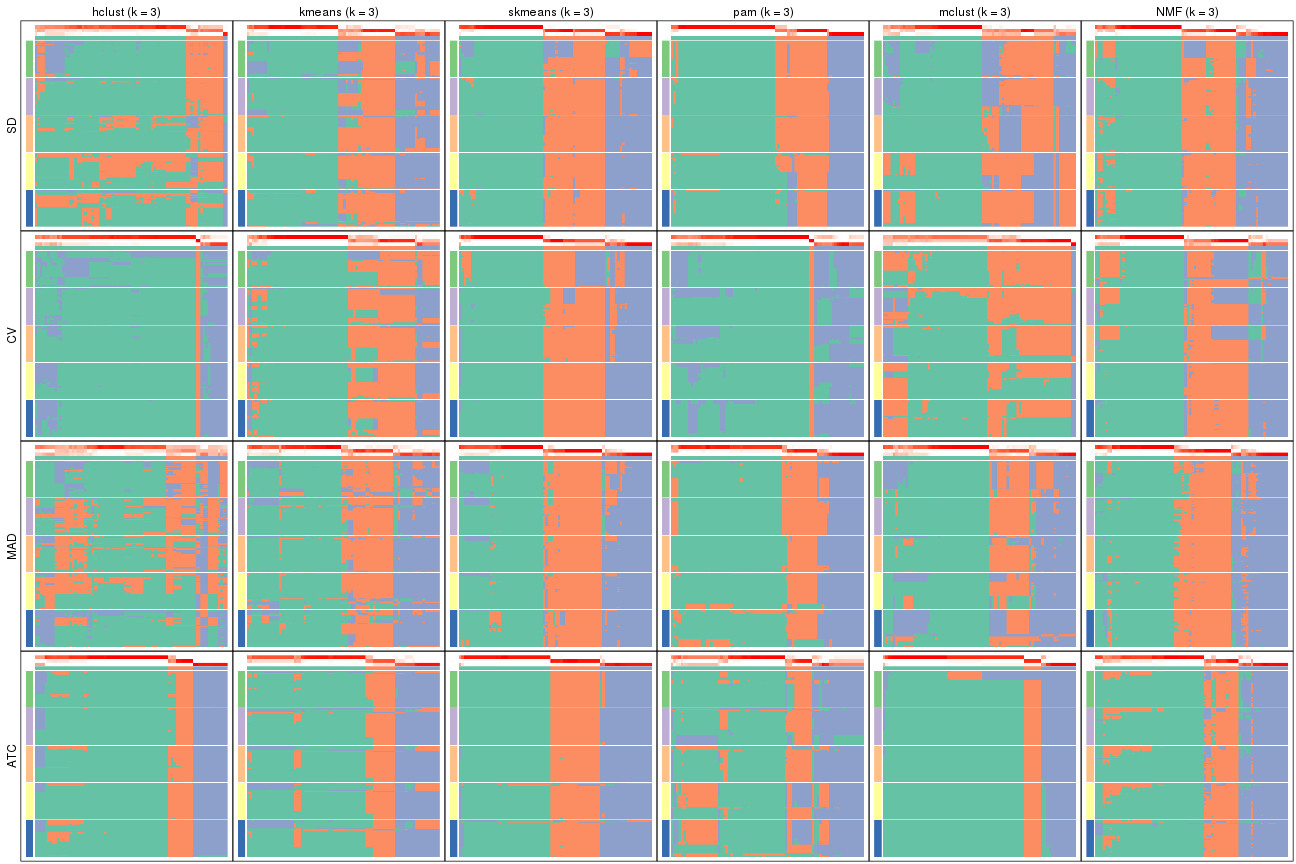 hclust (k = 3) kmeans (k = 3) skmeans (k = 3) pam (k = 3) mclust (k = 3) NMF (k = 3)
SD
CV
MAD
ATC